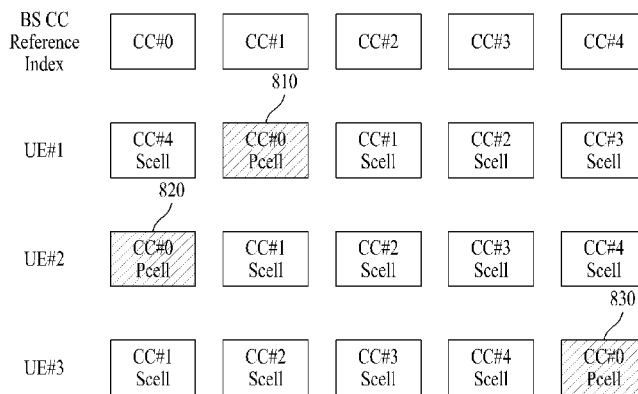 BS CC
Reference
Index
CC#0
CC#1
CC#2
CC#3
CC#4
810
UE#1
CC#4
Scell
CC#0
Pcell
CC#1
Scell
CC#2
Scell
CC#3
Scell
820
UE#2
CC#0
Pcell
CC#1
Scell
CC#2
Scell
CC#3
Scell
CC#4
Scell
830
UE#3
CC#1
Scell
CC#2
Scell
CC#3
Scell
CC#4
Scell
CC#0
Pcell